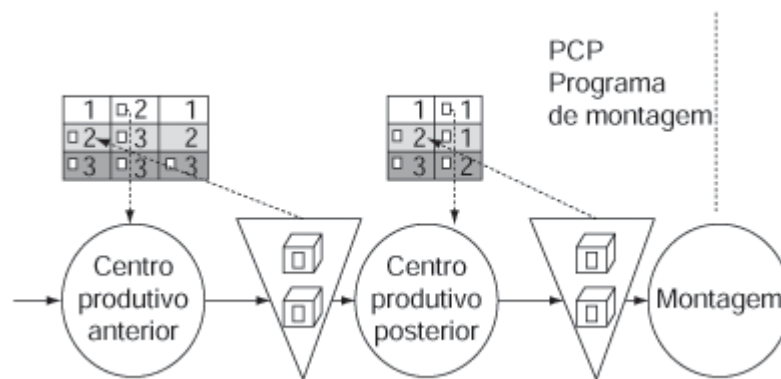 PCP
Programa
de montagem
1 2 1
2 3 2
3 3 3
1 1
2 1
3 2
Centro
produtivo
anterior
Centro
produtivo
posterior
Montagem